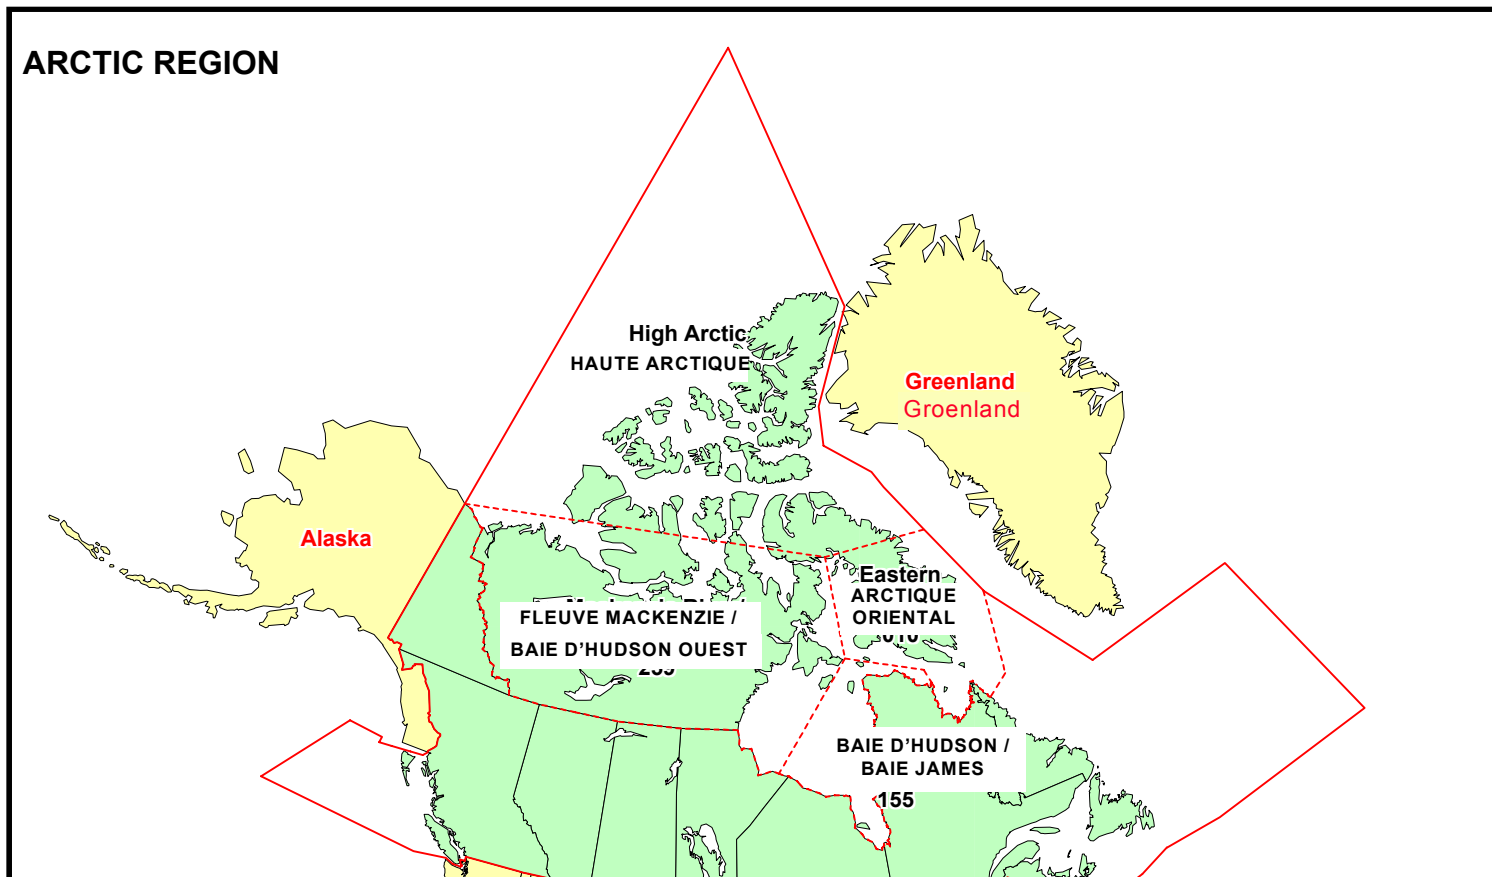 ARCTIC REGION
High Arctic
HAUTE ARCTIQUE
Greenland
Groenland
Alaska
Eastern
ARCTIQUE
ORIENTAL
FLEUVE MACKENZIE /
BAIE D'HUDSON OUEST
BAIE D'HUDSON /
BAIE JAMES
155